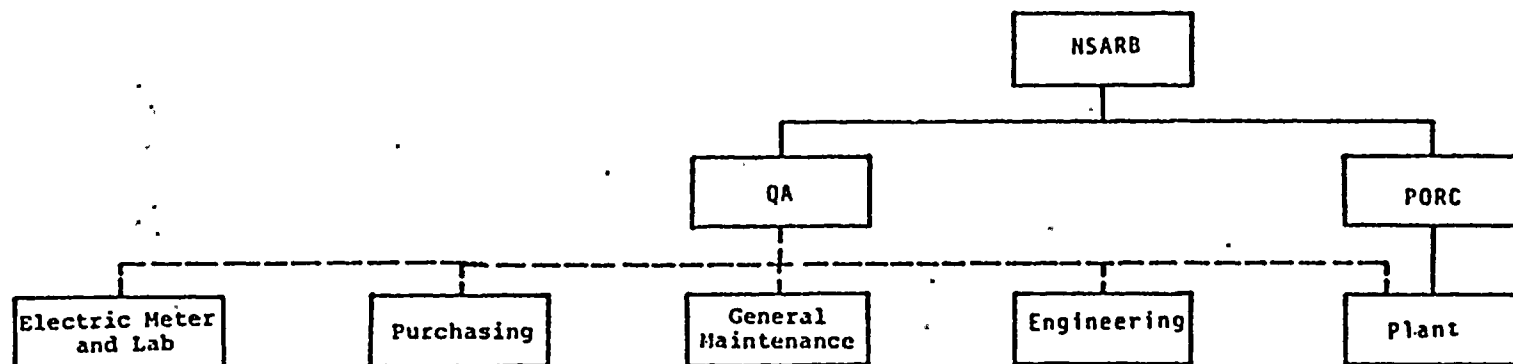 NSARB
QA
PORC
Electric Meter
and Lab
Purchasing
General
Maintenance
Engineering
Plant